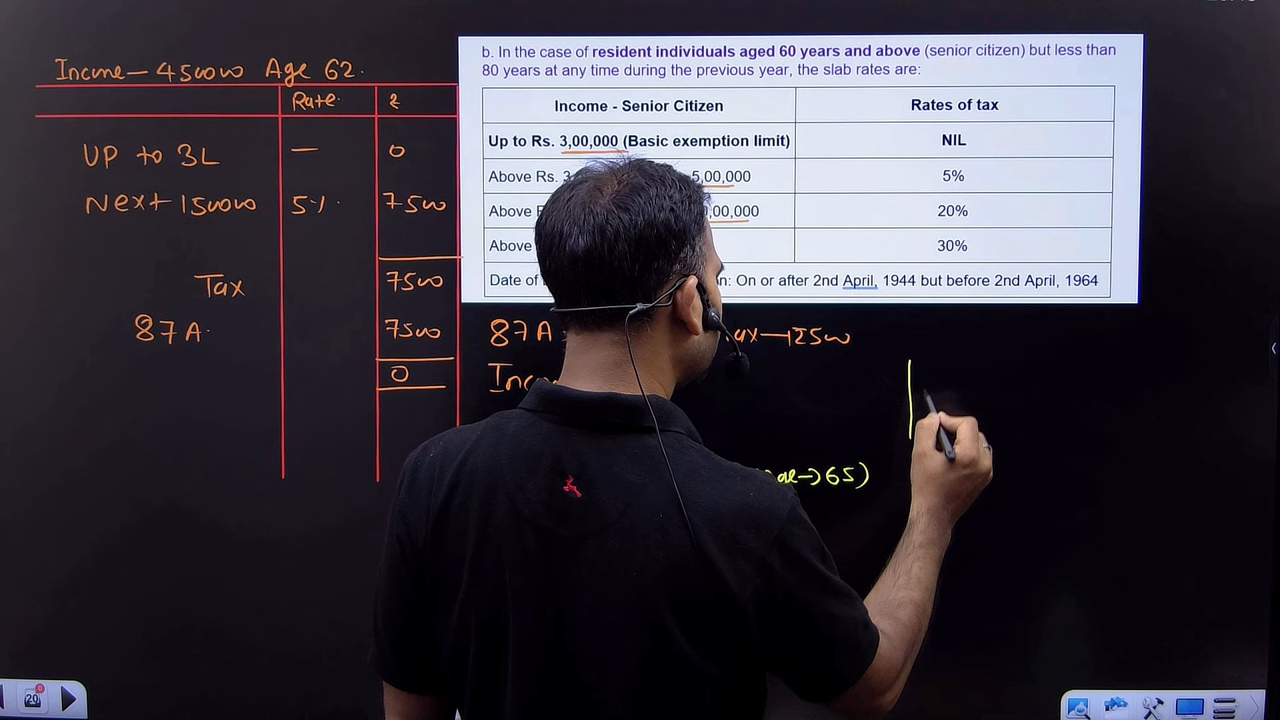 Income — 450000 Age 62.
Rate. ₹
UP to 3L — 0
Next 150000 5%. 7500
Tax 7500
87A. 7500
0
b. In the case of resident individuals aged 60 years and above (senior citizen) but less than
80 years at any time during the previous year, the slab rates are:
Income - Senior Citizen Rates of tax
Up to Rs. 3,00,000 (Basic exemption limit) NIL
Above Rs. 5,00,000 5%
Above ,00,000 20%
Above 30%
Date of On or after 2nd April, 1944 but before 2nd April, 1964
87A 12500
→65)
20